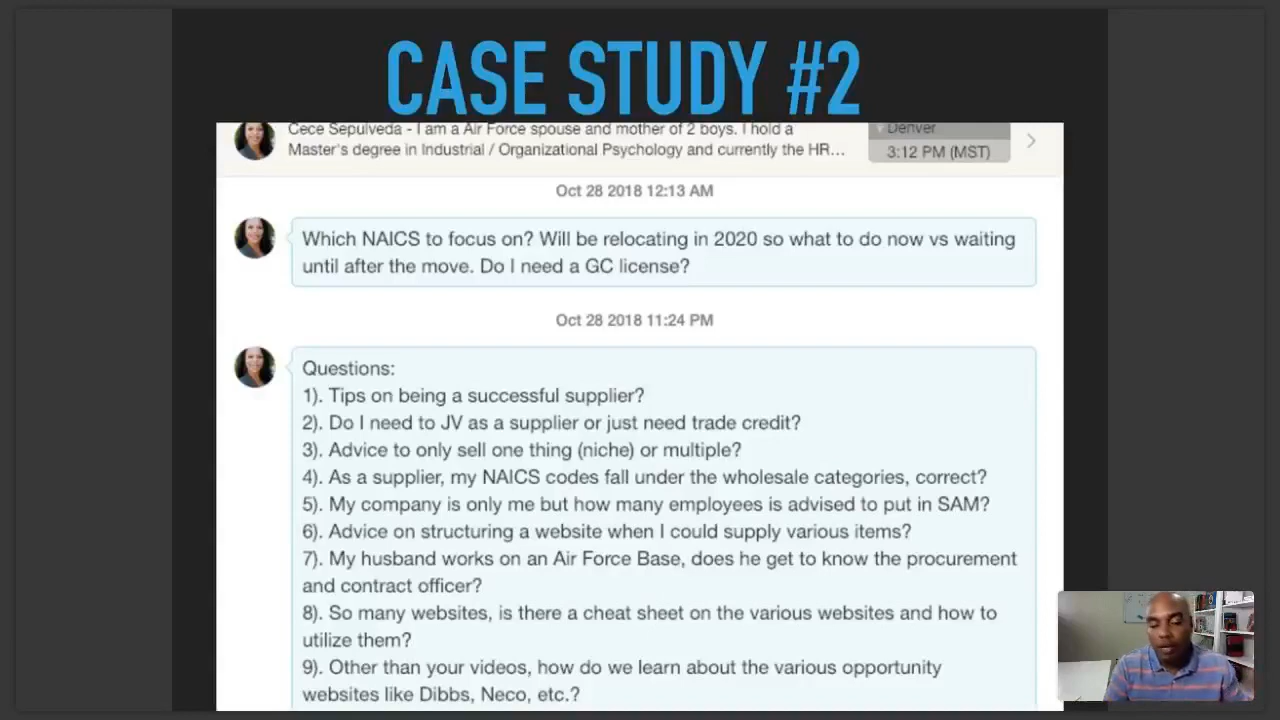 CASE STUDY #2
Cece Sepulveda - I am a Air Force spouse and mother of 2 boys. I hold a
Master's degree in Industrial / Organizational Psychology and currently the HR...
Denver
3:12 PM (MST)
Oct 28 2018 12:13 AM
Which NAICS to focus on? Will be relocating in 2020 so what to do now vs waiting
until after the move. Do I need a GC license?
Oct 28 2018 11:24 PM
Questions:
1). Tips on being a successful supplier?
2). Do I need to JV as a supplier or just need trade credit?
3). Advice to only sell one thing (niche) or multiple?
4). As a supplier, my NAICS codes fall under the wholesale categories, correct?
5). My company is only me but how many employees is advised to put in SAM?
6). Advice on structuring a website when I could supply various items?
7). My husband works on an Air Force Base, does he get to know the procurement
and contract officer?
8). So many websites, is there a cheat sheet on the various websites and how to
utilize them?
9). Other than your videos, how do we learn about the various opportunity
websites like Dibbs, Neco, etc.?